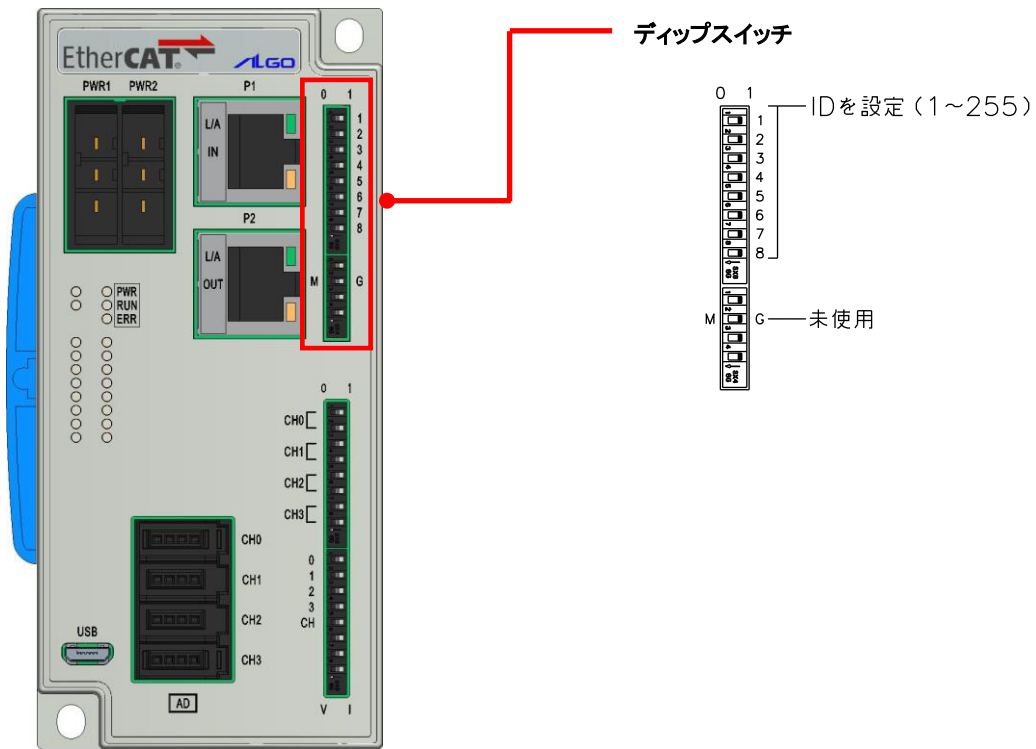 EtherCAT.
ALGO
PWR1 PWR2
P1
L/A
IN
P2
L/A
OUT
0 1
1
2
3
4
5
6
7
8
M G
PWR
RUN
ERR
0 1
CH0
CH1
CH2
CH3
0
1
2
3
CH
V I
CH0
CH1
CH2
CH3
USB
AD
ディップスイッチ
0 1
IDを設定(1~255)
1
2
3
4
5
6
7
8
M G 未使用